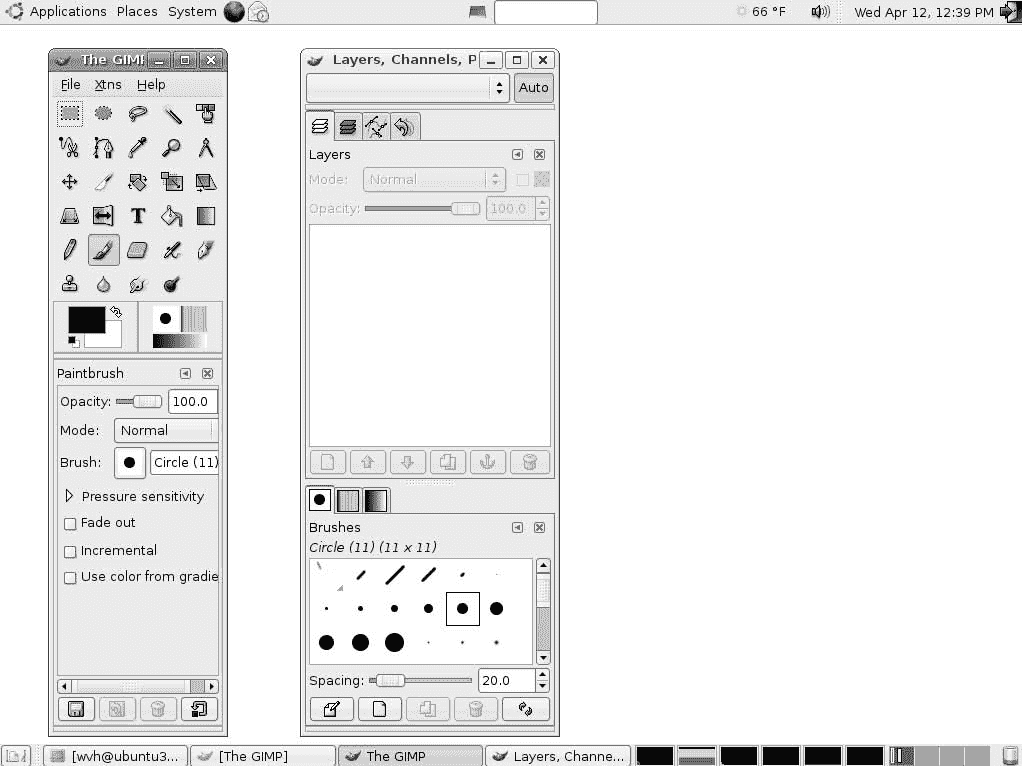 Applications Places System 66 °F Wed Apr 12, 12:39 PM
The GIM
File Xtns Help
Paintbrush
Opacity: 100.0
Mode: Normal
Brush: Circle (11)
Pressure sensitivity
Fade out
Incremental
Use color from gradie
Layers, Channels, P
Auto
Layers
Mode: Normal
Opacity: 100.0
Brushes
Circle (11) (11 x 11)
Spacing: 20.0
[wvh@ubuntu3... [The GIMP] The GIMP Layers, Channe...